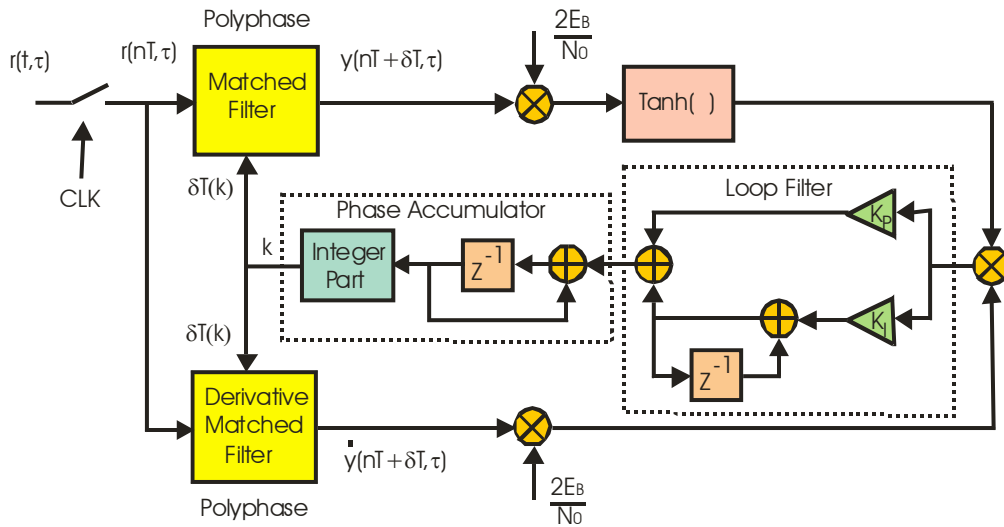 Polyphase
2EB
N0
r(t,τ)
r(nT,τ)
y(nT + δT,τ)
Matched
Filter
Tanh( )
CLK
δT(k)
Loop Filter
Phase Accumulator
KP
k
Integer
Part
Z-1
KI
δT(k)
Z-1
Derivative
Matched
Filter
ẏ(nT + δT,τ)
2EB
N0
Polyphase